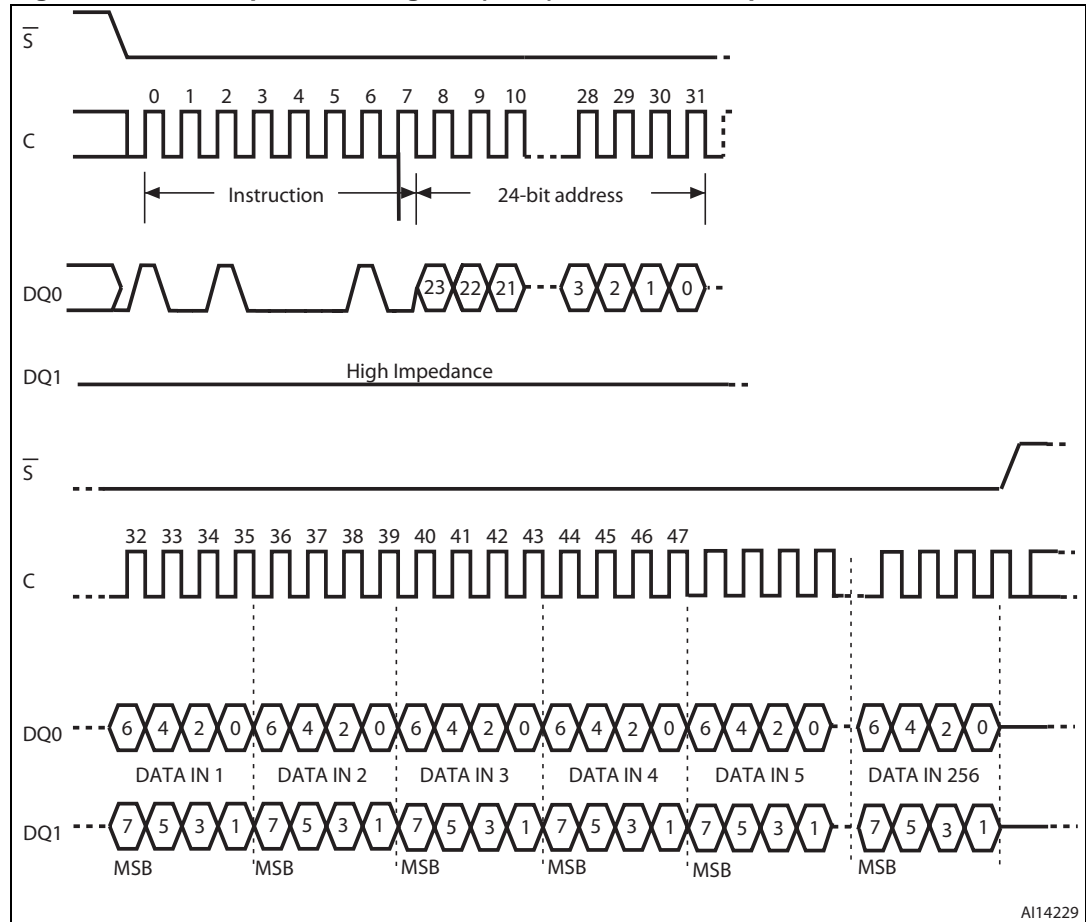 S
0 1 2 3 4 5 6 7 8 9 10 28 29 30 31
C
Instruction 24-bit address
DQ0 23 22 21 3 2 1 0
High Impedance
DQ1
S
32 33 34 35 36 37 38 39 40 41 42 43 44 45 46 47
C
DQ0 6 4 2 0 6 4 2 0 6 4 2 0 6 4 2 0 6 4 2 0 6 4 2 0
DATA IN 1 DATA IN 2 DATA IN 3 DATA IN 4 DATA IN 5 DATA IN 256
DQ1 7 5 3 1 7 5 3 1 7 5 3 1 7 5 3 1 7 5 3 1 7 5 3 1
MSB MSB MSB MSB MSB MSB
AI14229